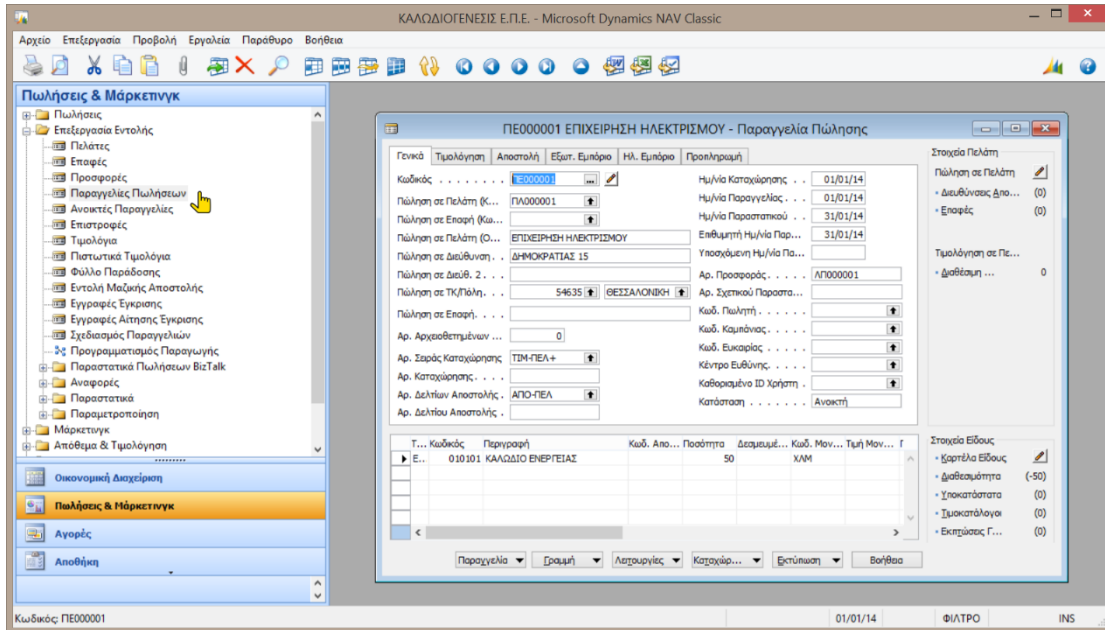 ΚΑΛΩΔΙΟΓΕΝΕΣΙΣ Ε.Π.Ε. - Microsoft Dynamics NAV Classic
Αρχείο Επεξεργασία Προβολή Εργαλεία Παράθυρο Βοήθεια
Πωλήσεις & Μάρκετινγκ
Πωλήσεις
Επεξεργασία Εντολής
Πελάτες
Επαφές
Προσφορές
Παραγγελίες Πωλήσεων
Ανοικτές Παραγγελίες
Επιστροφές
Τιμολόγια
Πιστωτικά Τιμολόγια
Φύλλο Παράδοσης
Εντολή Μαζικής Αποστολής
Εγγραφές Έγκρισης
Εγγραφές Αίτησης Έγκρισης
Σχεδιασμός Παραγγελιών
Προγραμματισμός Παραγωγής
Παραστατικά Πωλήσεων BizTalk
Αναφορές
Παραστατικά
Παραμετροποίηση
Μάρκετινγκ
Απόθεμα & Τιμολόγηση
Οικονομική Διαχείριση
Πωλήσεις & Μάρκετινγκ
Αγορές
Αποθήκη
ΠΕ000001 ΕΠΙΧΕΙΡΗΣΗ ΗΛΕΚΤΡΙΣΜΟΥ - Παραγγελία Πώλησης
Γενικά Τιμολόγηση Αποστολή Εξωτ. Εμπόριο Ηλ. Εμπόριο Προπληρωμή
Κωδικός . . . . . . . . ΠΕ000001 ...
Πώληση σε Πελάτη (Κ... ΠΛ000001
Πώληση σε Επαφή (Κω...
Πώληση σε Πελάτη (Ο... ΕΠΙΧΕΙΡΗΣΗ ΗΛΕΚΤΡΙΣΜΟΥ
Πώληση σε Διεύθυνση . . ΔΗΜΟΚΡΑΤΙΑΣ 15
Πώληση σε Διεύθ. 2 . . .
Πώληση σε ΤΚ/Πόλη. . . 54635 ΘΕΣΣΑΛΟΝΙΚΗ
Πώληση σε Επαφή. . . .
Αρ. Αρχειοθετημένων ... 0
Αρ. Σειράς Καταχώρησης ΤΙΜ-ΠΕΛ+
Αρ. Καταχώρησης. . . .
Αρ. Δελτίων Αποστολής . ΑΠΟ-ΠΕΛ
Αρ. Δελτίου Αποστολής .
Ημ/νία Καταχώρησης . . 01/01/14
Ημ/νία Παραγγελίας . . . 01/01/14
Ημ/νία Παραστατικού . . 31/01/14
Επιθυμητή Ημ/νία Παρ... 31/01/14
Υποσχόμενη Ημ/νία Πα...
Αρ. Προσφοράς. . . . . ΛΠ000001
Αρ. Σχετικού Παραστα...
Κωδ. Πωλητή . . . . . .
Κωδ. Καμπάνιας. . . . .
Κωδ. Ευκαιρίας . . . . .
Κέντρο Ευθύνης. . . . .
Καθορισμένο ID Χρήστη .
Κατάσταση . . . . . . . Ανοικτή
Τ... Κωδικός Περιγραφή Κωδ. Απο... Ποσότητα Δεσμευμέ... Κωδ. Μον... Τιμή Μον... Γ
Ε... 010101 ΚΑΛΩΔΙΟ ΕΝΕΡΓΕΙΑΣ 50 ΧΛΜ
Παραγγελία Γραμμή Λειτουργίες Καταχώρ... Εκτύπωση Βοήθεια
Στοιχεία Πελάτη
Πώληση σε Πελάτη
Διευθύνσεις Απο... (0)
Επαφές (0)
Τιμολόγηση σε Πε...
Διαθέσιμη ... 0
Στοιχεία Είδους
Καρτέλα Είδους
Διαθεσιμότητα (-50)
Υποκατάστατα (0)
Τιμοκατάλογοι (0)
Εκπτώσεις Γ... (0)
Κωδικός: ΠΕ000001 01/01/14 ΦΙΛΤΡΟ INS